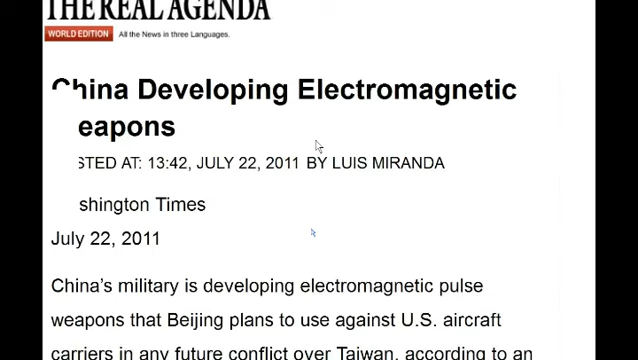 THE REAL AGENDA
WORLD EDITION All the News in three Languages.
China Developing Electromagnetic
eapons
STED AT: 13:42, JULY 22, 2011 BY LUIS MIRANDA
shington Times
July 22, 2011
China's military is developing electromagnetic pulse
weapons that Beijing plans to use against U.S. aircraft
carriers in any future conflict over Taiwan, according to an